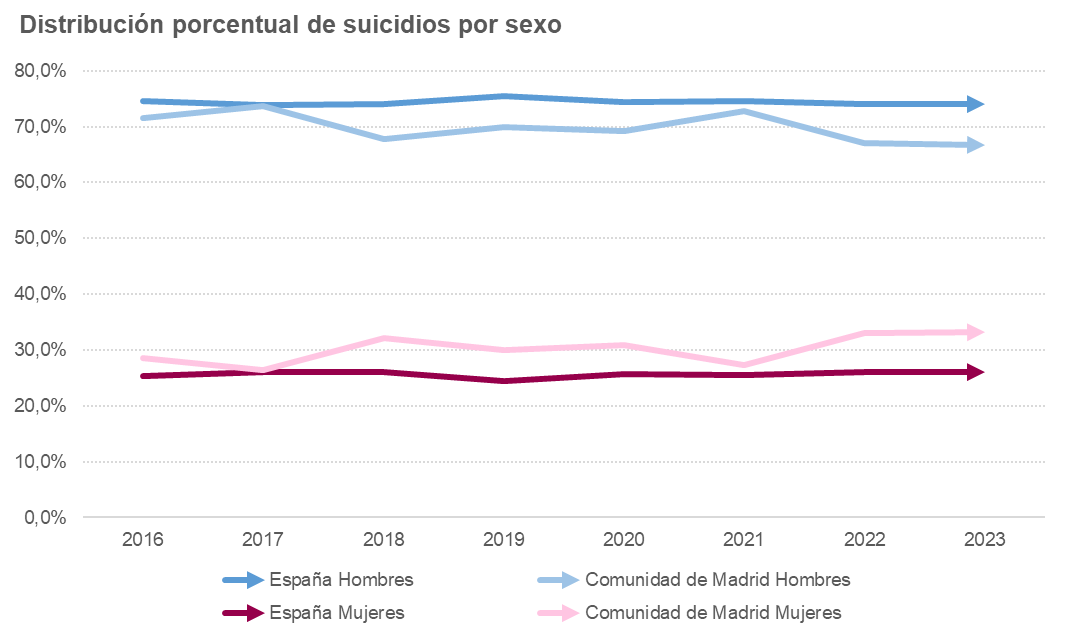 Distribución porcentual de suicidios por sexo
80,0%
70,0%
60,0%
50,0%
40,0%
30,0%
20,0%
10,0%
0,0%
2016 2017 2018 2019 2020 2021 2022 2023
España Hombres Comunidad de Madrid Hombres
España Mujeres Comunidad de Madrid Mujeres